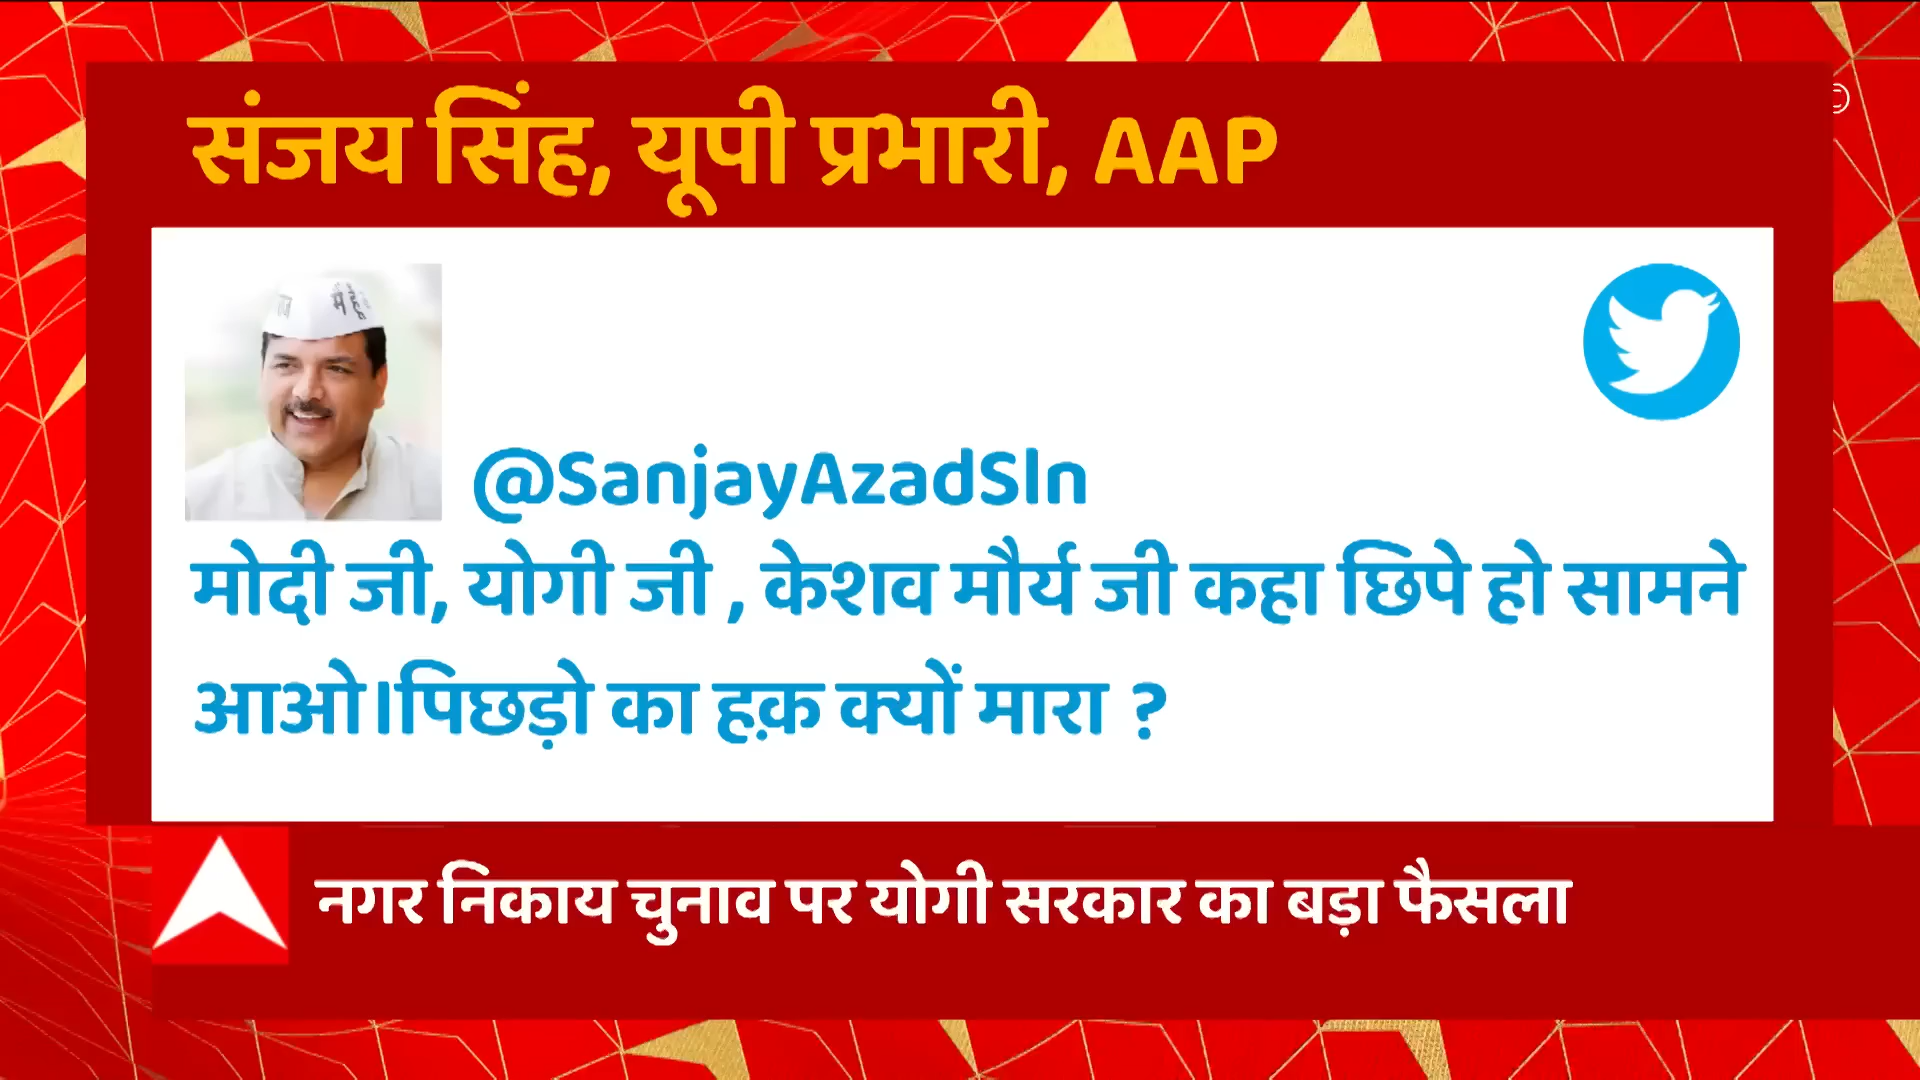 संजय सिंह, यूपी प्रभारी, AAP
@SanjayAzadSln
मोदी जी, योगी जी , केशव मौर्य जी कहा छिपे हो सामने
आओ।पिछड़ो का हक़ क्यों मारा ?
नगर निकाय चुनाव पर योगी सरकार का बड़ा फैसला